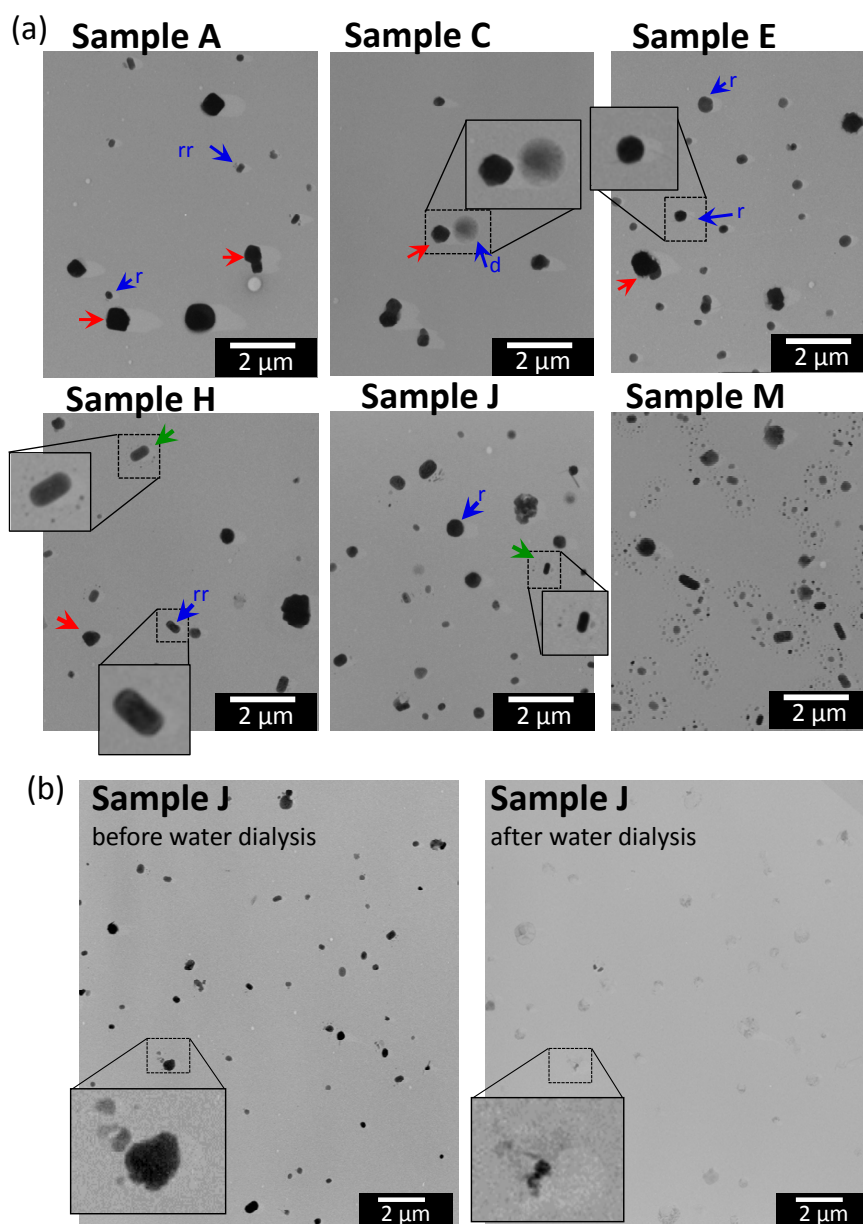 (a)
Sample A
Sample C
Sample E
rr
r
d
r
r
2 µm
2 µm
2 µm
Sample H
Sample J
Sample M
rr
r
2 µm
2 µm
2 µm
(b)
Sample J
before water dialysis
Sample J
after water dialysis
2 µm
2 µm